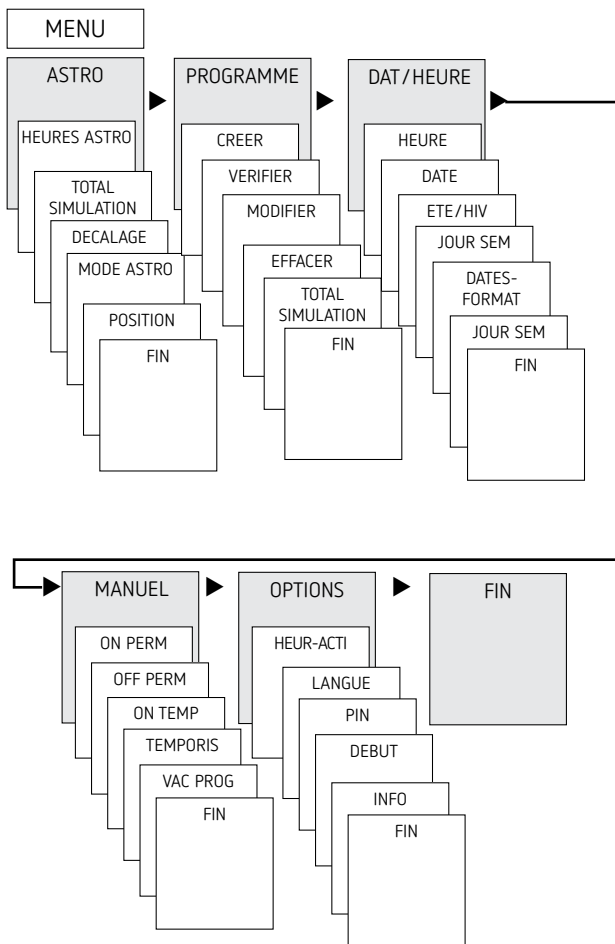 MENU
ASTRO
HEURES ASTRO
TOTAL
SIMULATION
DECALAGE
MODE ASTRO
POSITION
FIN
PROGRAMME
CREER
VERIFIER
MODIFIER
EFFACER
TOTAL
SIMULATION
FIN
DAT/HEURE
HEURE
DATE
ETE/HIV
JOUR SEM
DATES-
FORMAT
JOUR SEM
FIN
MANUEL
ON PERM
OFF PERM
ON TEMP
TEMPORIS
VAC PROG
FIN
OPTIONS
HEUR-ACTI
LANGUE
PIN
DEBUT
INFO
FIN
FIN